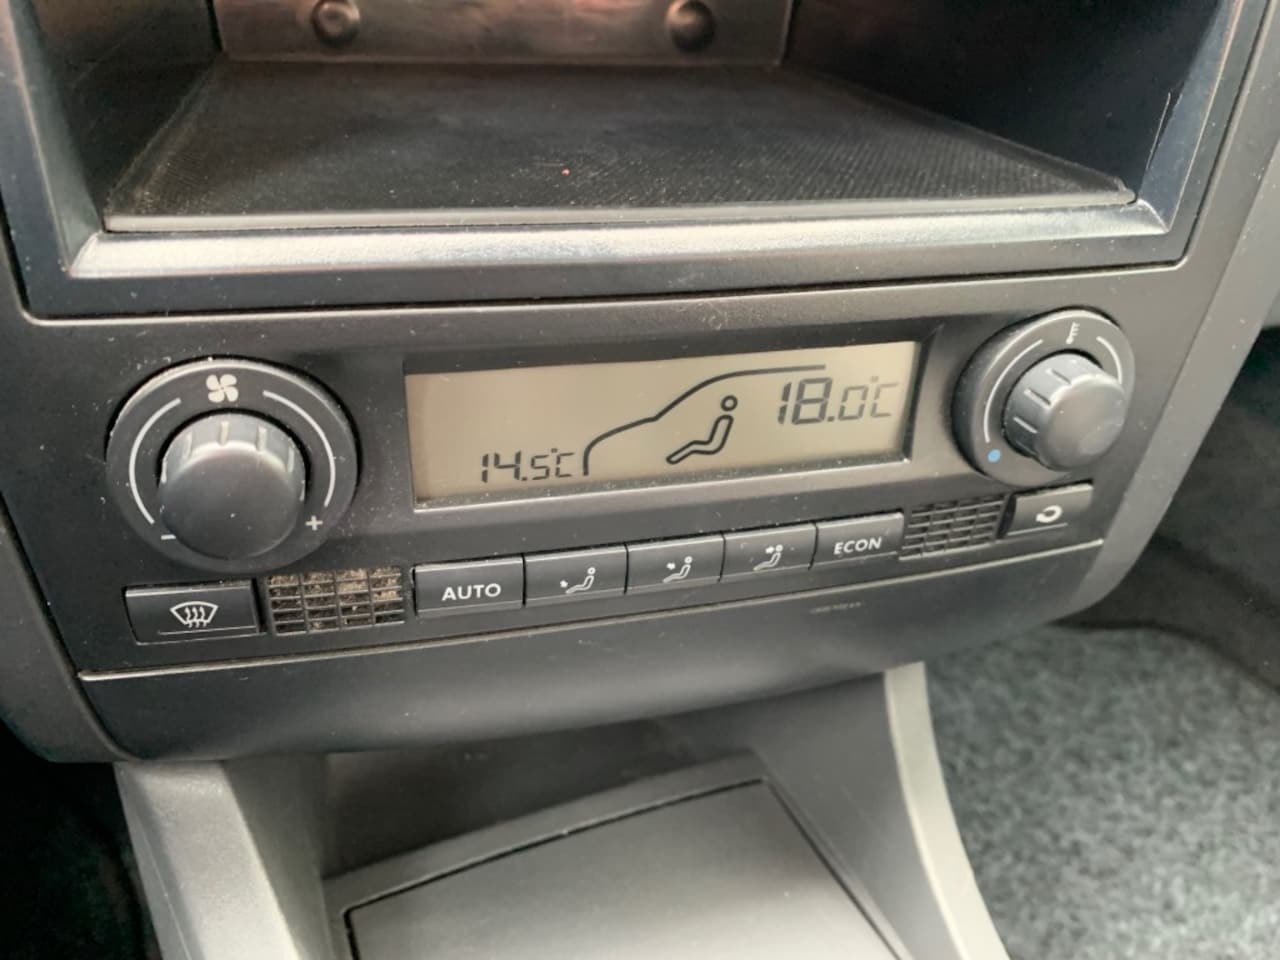 18.0°C
14.5°C
- +
AUTO
ECON